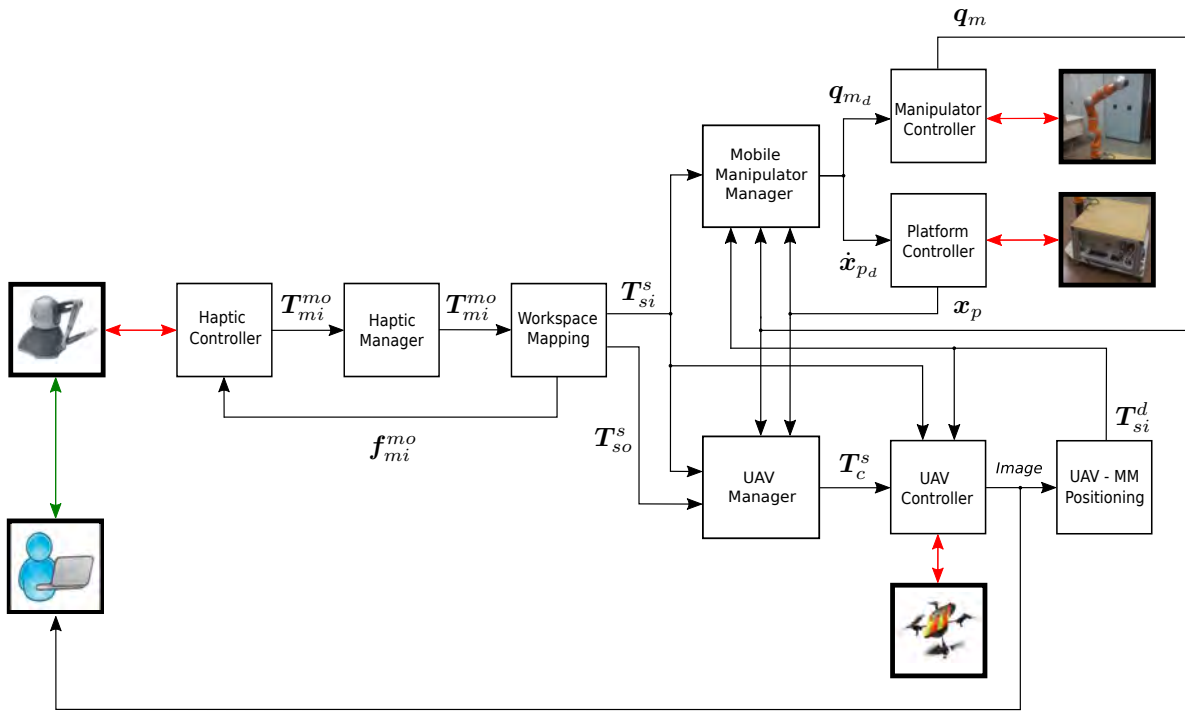 q_m
q_{m_d}
Manipulator
Controller
Mobile
Manipulator
Manager
Platform
Controller
ẋ_{p_d}
x_p
T^s_{si}
T^{mo}_{mi}
T^{mo}_{mi}
Haptic
Controller
Haptic
Manager
Workspace
Mapping
f^{mo}_{mi}
T^s_{so}
T^d_{si}
UAV
Manager
T^s_c
UAV
Controller
Image
UAV - MM
Positioning